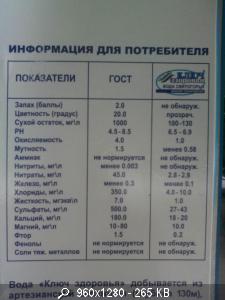 ИНФОРМАЦИЯ ДЛЯ ПОТРЕБИТЕЛЯ
ПОКАЗАТЕЛИ ГОСТ КЛЮЧ ЗДОРОВЬЯ
Запах (баллы) 2.0 не обнаруж.
Цветность (градус) 20.0 прозрач.
Сухой остаток, мг\л 1000 100-130
PH 4.5-8.5 6.5-6.9
Окисляемость 4.0 1.0
Мутность 1.5 менее 0.58
Аммиак не нормируется не обнаруж.
Нитриты, мг\л менее 0.003 не обнаруж.
Нитраты, мг\л 45.0 2.8-2.9
Железо, мг\л менее 0.3 менее 0.1
Хлориды, мг\л 350.0 4.0-10.0
Жесткость, мгэкв\л 7.0 1.0
Сульфаты, мг\л 500.0 27-43
Кальций, мг\л 180.0 18-20
Магний, мг\л 10-80 10.0
Фтор 1.5 0.2
Фенолы не нормируется не обнаруж.
Соли тяж. металлов не нормируется не обнаруж.
Вода «Ключ здоровья» добывается из
960x1280 - 265 KB
130м).